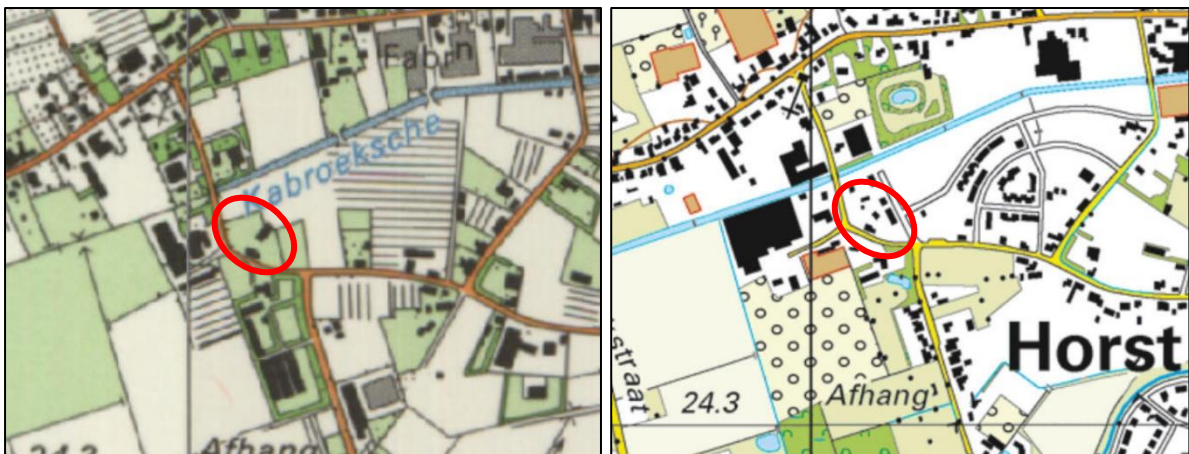 Fabr n
Kabroeksche
24.3
Afhang
Horst
straat
24.3
Afhang